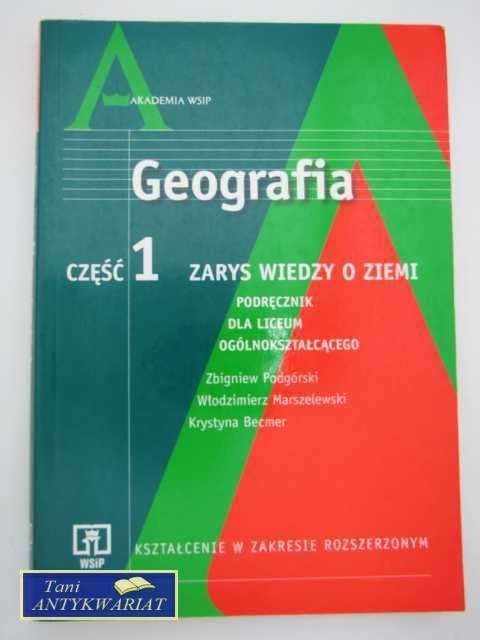 AKADEMIA WSIP
Geografia
CZĘŚĆ 1 ZARYS WIEDZY O ZIEMI
PODRĘCZNIK
DLA LICEUM
OGÓLNOKSZTAŁCĄCEGO
Zbigniew Podgórski
Włodzimierz Marszelewski
Krystyna Becmer
WSiP
KSZTAŁCENIE W ZAKRESIE ROZSZERZONYM
Tani
ANTYKWARIAT